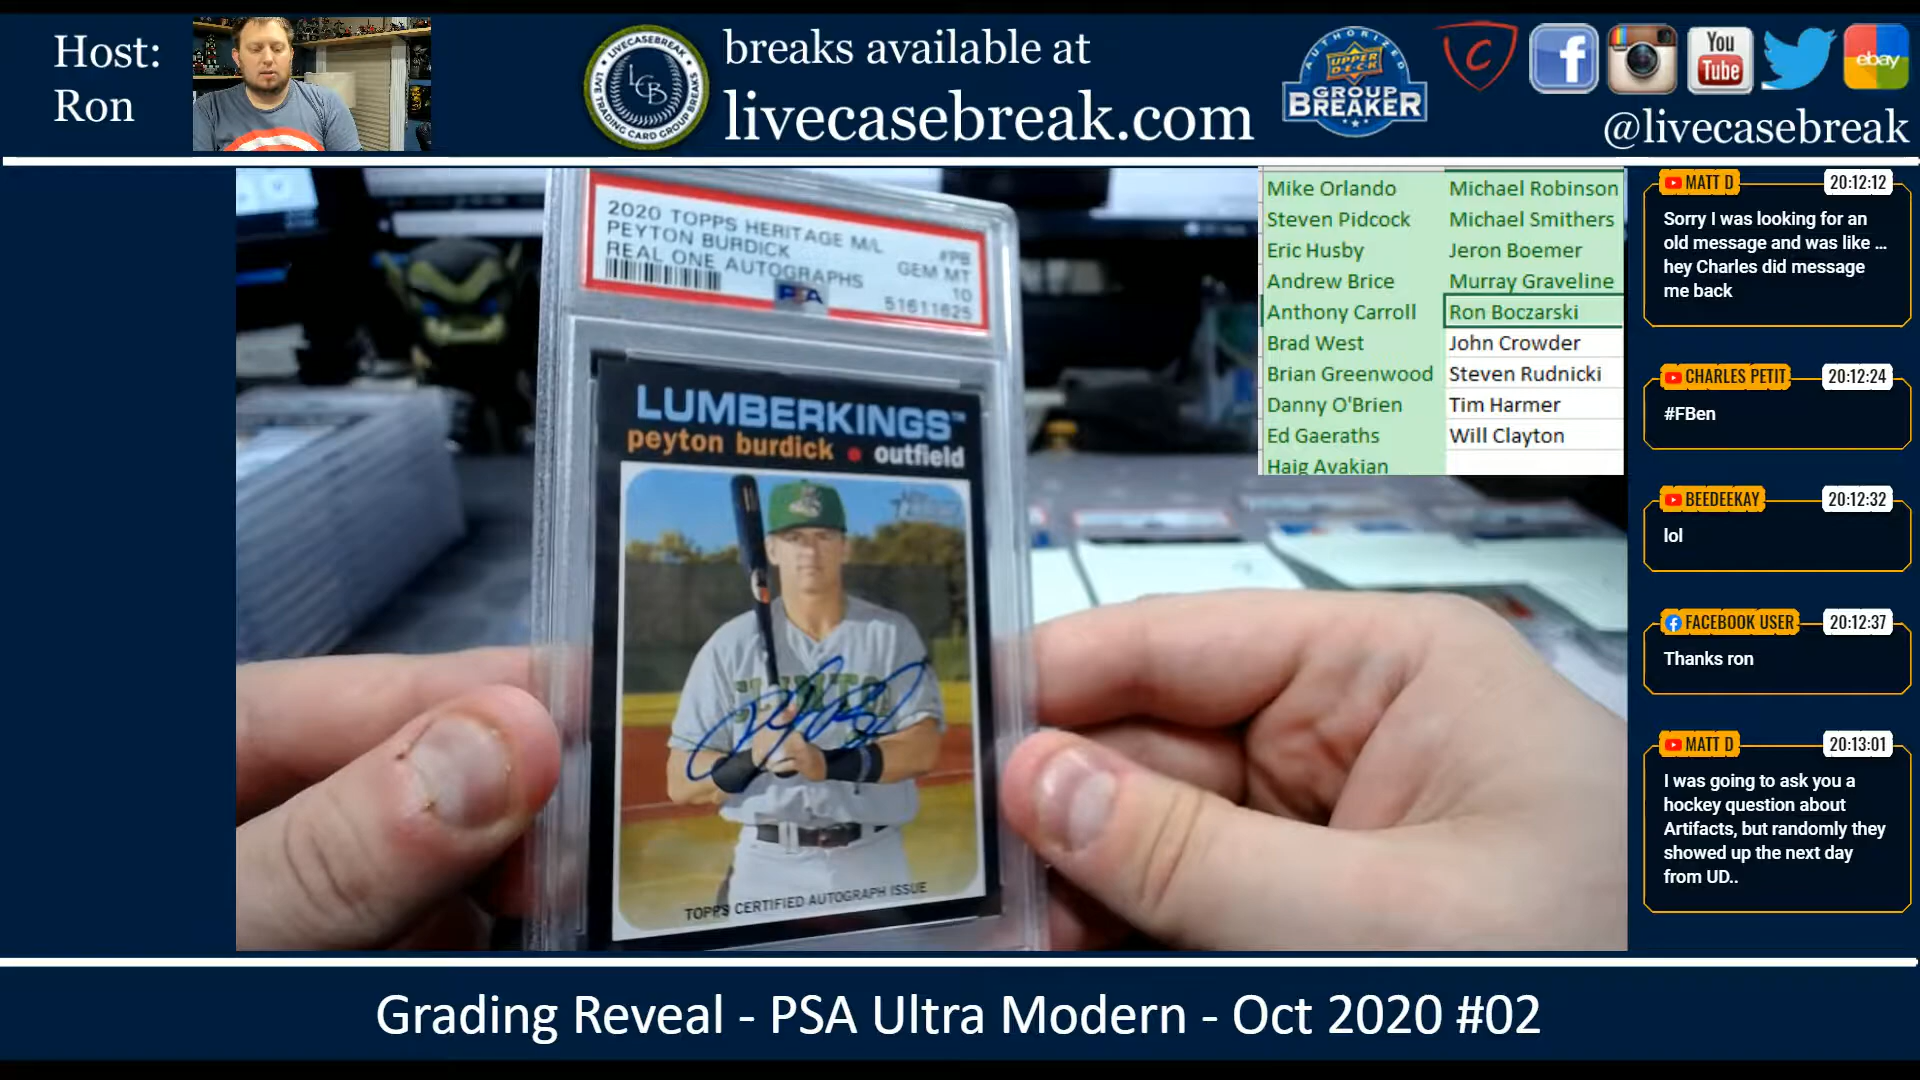 Host:
Ron
LIVECASEBREAK
LCB
LIVE TRADING CARD GROUP BREAKS
breaks available at
livecasebreak.com
AUTHORIZED
UPPER DECK
GROUP
BREAKER
C
f
You
Tube
ebay
@livecasebreak
2020 TOPPS HERITAGE M/L #PB
PEYTON BURDICK GEM MT
REAL ONE AUTOGRAPHS 10
PSA 51611625
LUMBERKINGS™
peyton burdick • outfield
TOPPS CERTIFIED AUTOGRAPH ISSUE
Mike Orlando Michael Robinson
Steven Pidcock Michael Smithers
Eric Husby Jeron Boemer
Andrew Brice Murray Graveline
Anthony Carroll Ron Boczarski
Brad West John Crowder
Brian Greenwood Steven Rudnicki
Danny O'Brien Tim Harmer
Ed Gaeraths Will Clayton
Haig Avakian
MATT D 20:12:12
Sorry I was looking for an
old message and was like ...
hey Charles did message
me back
CHARLES PETIT 20:12:24
#FBen
BEEDEEKAY 20:12:32
lol
FACEBOOK USER 20:12:37
Thanks ron
MATT D 20:13:01
I was going to ask you a
hockey question about
Artifacts, but randomly they
showed up the next day
from UD..
Grading Reveal - PSA Ultra Modern - Oct 2020 #02